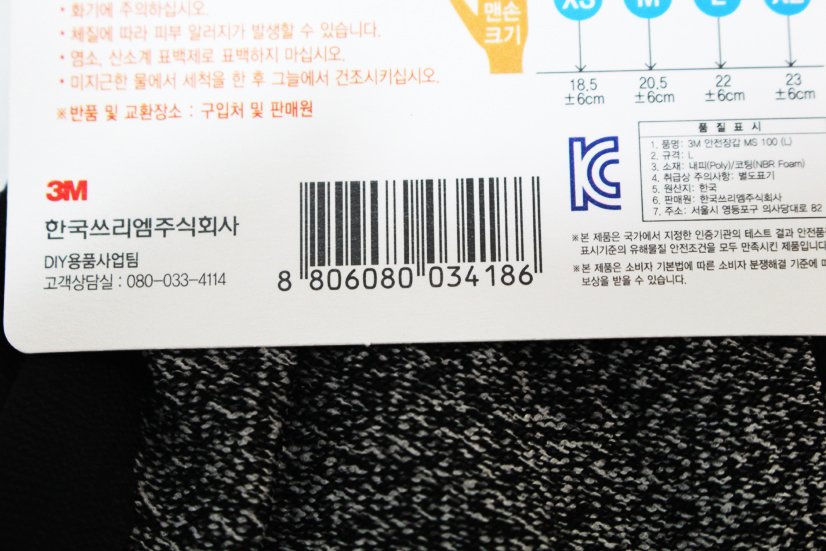 • 화기에 주의하십시오.
• 체질에 따라 피부 알러지가 발생할 수 있습니다.
• 염소, 산소계 표백제로 표백하지 마십시오.
• 미지근한 물에서 세척을 한 후 그늘에서 건조시키십시오.
※반품 및 교환장소 : 구입처 및 판매원
맨손
크기
XS M L XL
18.5 20.5 22 23
±6cm ±6cm ±6cm ±6cm
품 질 표 시
1. 품명: 3M 안전장갑 MS 100 (L)
2. 규격: L
3. 소재: 내피(Poly)/코팅(NBR Foam)
4. 취급상 주의사항: 별도표기
5. 원산지: 한국
6. 판매원: 한국쓰리엠주식회사
7. 주소: 서울시 영등포구 의사당대로 82
※본 제품은 국가에서 지정한 인증기관의 테스트 결과 안전품
표시기준의 유해물질 안전조건을 모두 만족시킨 제품입니다
※본 제품은 소비자 기본법에 따른 소비자 분쟁해결 기준에
보상을 받을 수 있습니다.
3M
한국쓰리엠주식회사
DIY용품사업팀
고객상담실 : 080-033-4114
8 806080 034186